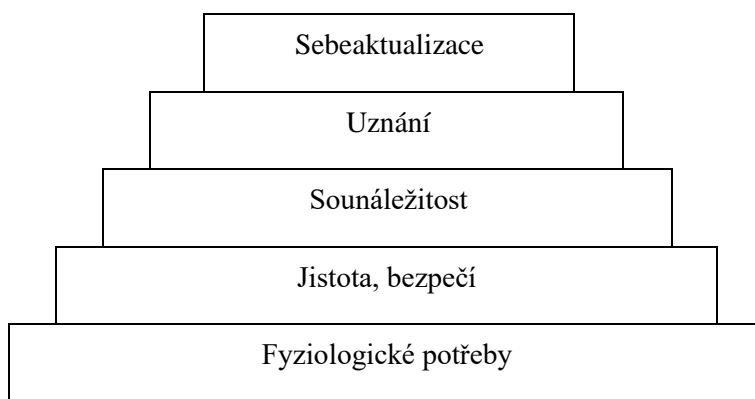 Sebeaktualizace
Uznání
Sounáležitost
Jistota, bezpečí
Fyziologické potřeby